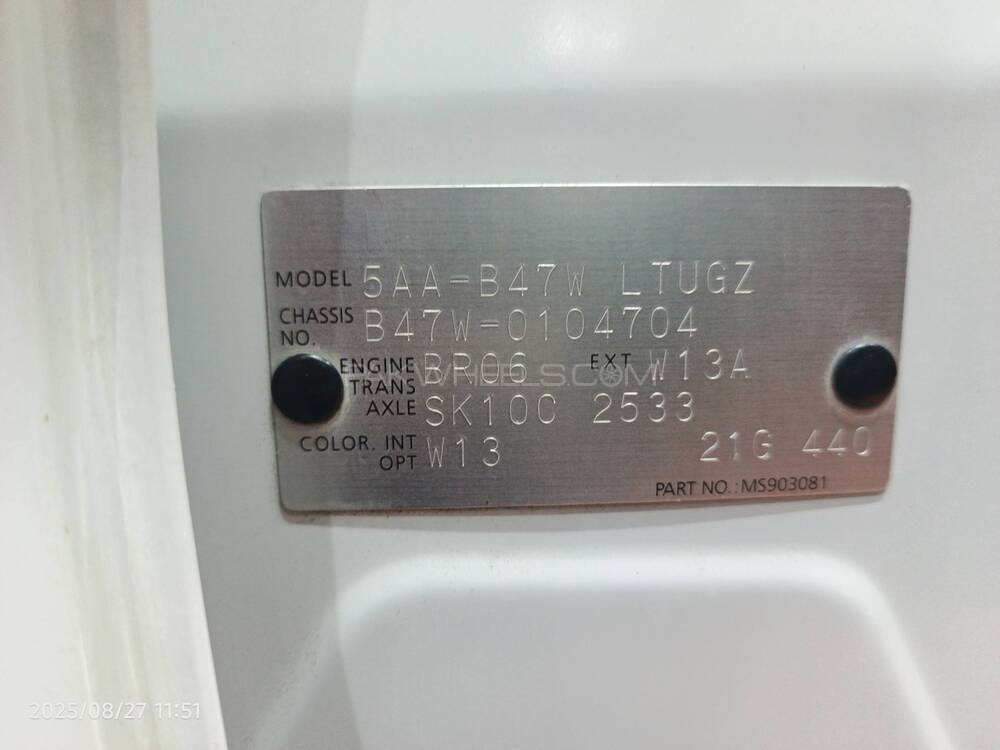 MODEL 5AA-B47W LTUGZ
CHASSIS NO. B47W-0104704
ENGINE BR06 EXT W13A
TRANS AXLE SK10C 2533
COLOR. INT OPT W13 21G 440
PART NO.: MS903081
2025/08/27 11:51